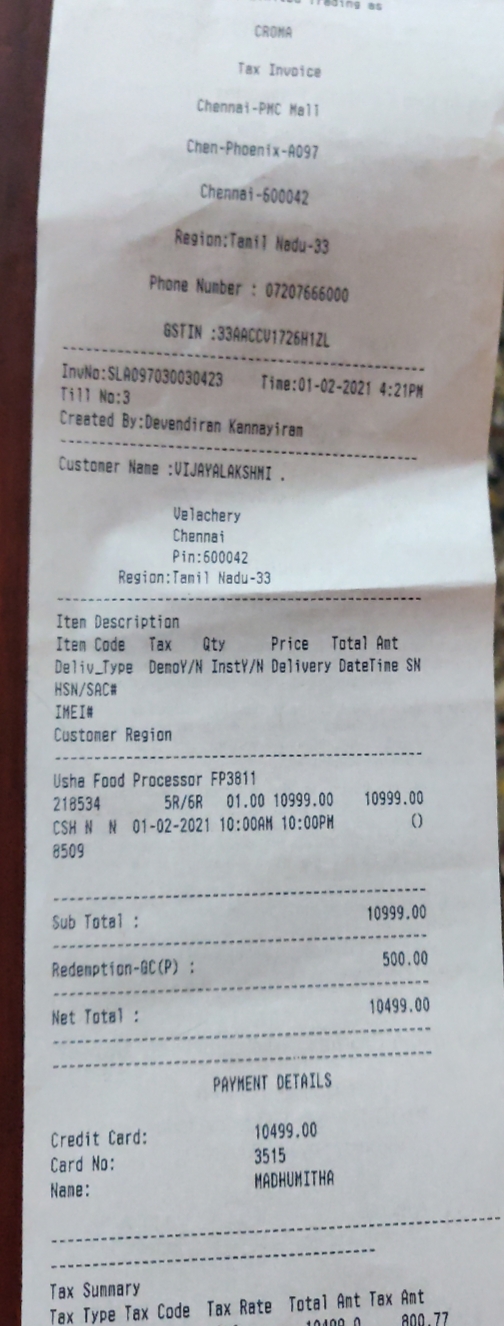 Trading as
CROMA
Tax Invoice
Chennai-PMC Mall
Chen-Phoenix-A097
Chennai-600042
Region:Tamil Nadu-33
Phone Number : 07207666000
GSTIN :33AACCV1726H1ZL
InvNo:SLA097030030423 Time:01-02-2021 4:21PM
Till No:3
Created By:Devendiran Kannayiram
Customer Name :VIJAYALAKSHMI .
Velachery
Chennai
Pin:600042
Region:Tamil Nadu-33
Item Description
Item Code Tax Qty Price Total Amt
Deliv_Type DemoY/N InstY/N Delivery DateTime SN
HSN/SAC#
IMEI#
Customer Region
Usha Food Processor FP3811
218534 5R/6R 01.00 10999.00 10999.00
CSH N N 01-02-2021 10:00AM 10:00PM ()
8509
Sub Total : 10999.00
Redemption-GC(P) : 500.00
Net Total : 10499.00
PAYMENT DETAILS
Credit Card: 10499.00
Card No: 3515
Name: MADHUMITHA
Tax Summary
Tax Type Tax Code Tax Rate Total Amt Tax Amt
10499.0 800.77